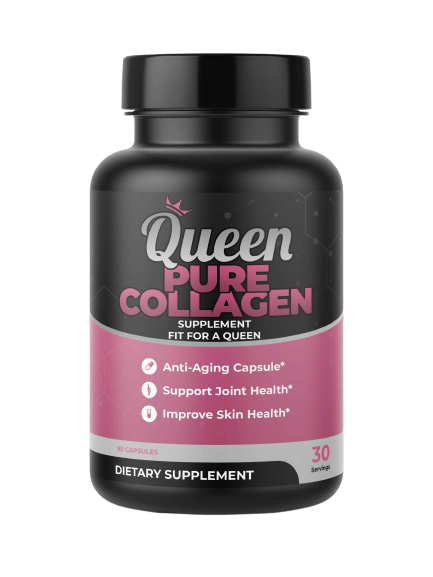 Queen
PURE
COLLAGEN
SUPPLEMENT
FIT FOR A QUEEN
Anti-Aging Capsule*
Support Joint Health*
Improve Skin Health*
90 CAPSULES
30
Servings
DIETARY SUPPLEMENT